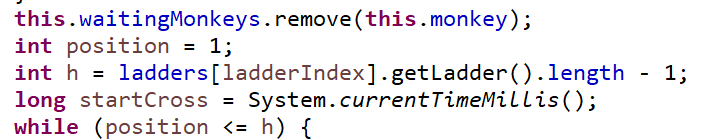 this.waitingMonkeys.remove(this.monkey);
int position = 1;
int h = ladders[ladderIndex].getLadder().length - 1;
long startCross = System.currentTimeMillis();
while (position <= h) {